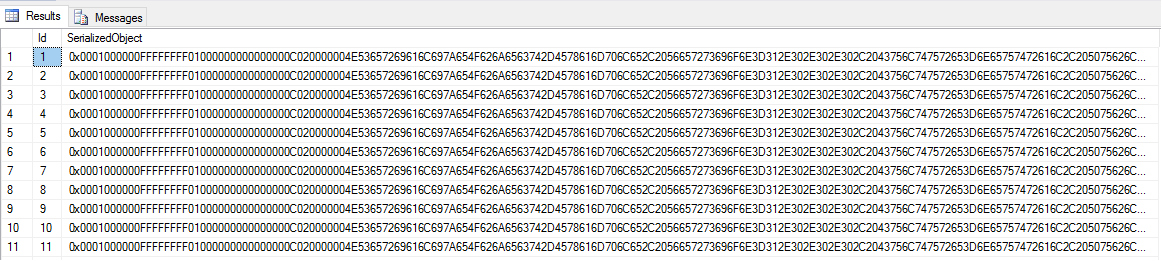 Results Messages
Id SerializedObject
1 1 0x0001000000FFFFFFFF01000000000000000C020000004E53657269616C697A654F626A6563742D4578616D706C652C2056657273696F6E3D312E302E302E302C2043756C747572653D6E65757472616C2C205075626C...
2 2 0x0001000000FFFFFFFF01000000000000000C020000004E53657269616C697A654F626A6563742D4578616D706C652C2056657273696F6E3D312E302E302E302C2043756C747572653D6E65757472616C2C205075626C...
3 3 0x0001000000FFFFFFFF01000000000000000C020000004E53657269616C697A654F626A6563742D4578616D706C652C2056657273696F6E3D312E302E302E302C2043756C747572653D6E65757472616C2C205075626C...
4 4 0x0001000000FFFFFFFF01000000000000000C020000004E53657269616C697A654F626A6563742D4578616D706C652C2056657273696F6E3D312E302E302E302C2043756C747572653D6E65757472616C2C205075626C...
5 5 0x0001000000FFFFFFFF01000000000000000C020000004E53657269616C697A654F626A6563742D4578616D706C652C2056657273696F6E3D312E302E302E302C2043756C747572653D6E65757472616C2C205075626C...
6 6 0x0001000000FFFFFFFF01000000000000000C020000004E53657269616C697A654F626A6563742D4578616D706C652C2056657273696F6E3D312E302E302E302C2043756C747572653D6E65757472616C2C205075626C...
7 7 0x0001000000FFFFFFFF01000000000000000C020000004E53657269616C697A654F626A6563742D4578616D706C652C2056657273696F6E3D312E302E302E302C2043756C747572653D6E65757472616C2C205075626C...
8 8 0x0001000000FFFFFFFF01000000000000000C020000004E53657269616C697A654F626A6563742D4578616D706C652C2056657273696F6E3D312E302E302E302C2043756C747572653D6E65757472616C2C205075626C...
9 9 0x0001000000FFFFFFFF01000000000000000C020000004E53657269616C697A654F626A6563742D4578616D706C652C2056657273696F6E3D312E302E302E302C2043756C747572653D6E65757472616C2C205075626C...
10 10 0x0001000000FFFFFFFF01000000000000000C020000004E53657269616C697A654F626A6563742D4578616D706C652C2056657273696F6E3D312E302E302E302C2043756C747572653D6E65757472616C2C205075626C...
11 11 0x0001000000FFFFFFFF01000000000000000C020000004E53657269616C697A654F626A6563742D4578616D706C652C2056657273696F6E3D312E302E302E302C2043756C747572653D6E65757472616C2C205075626C...